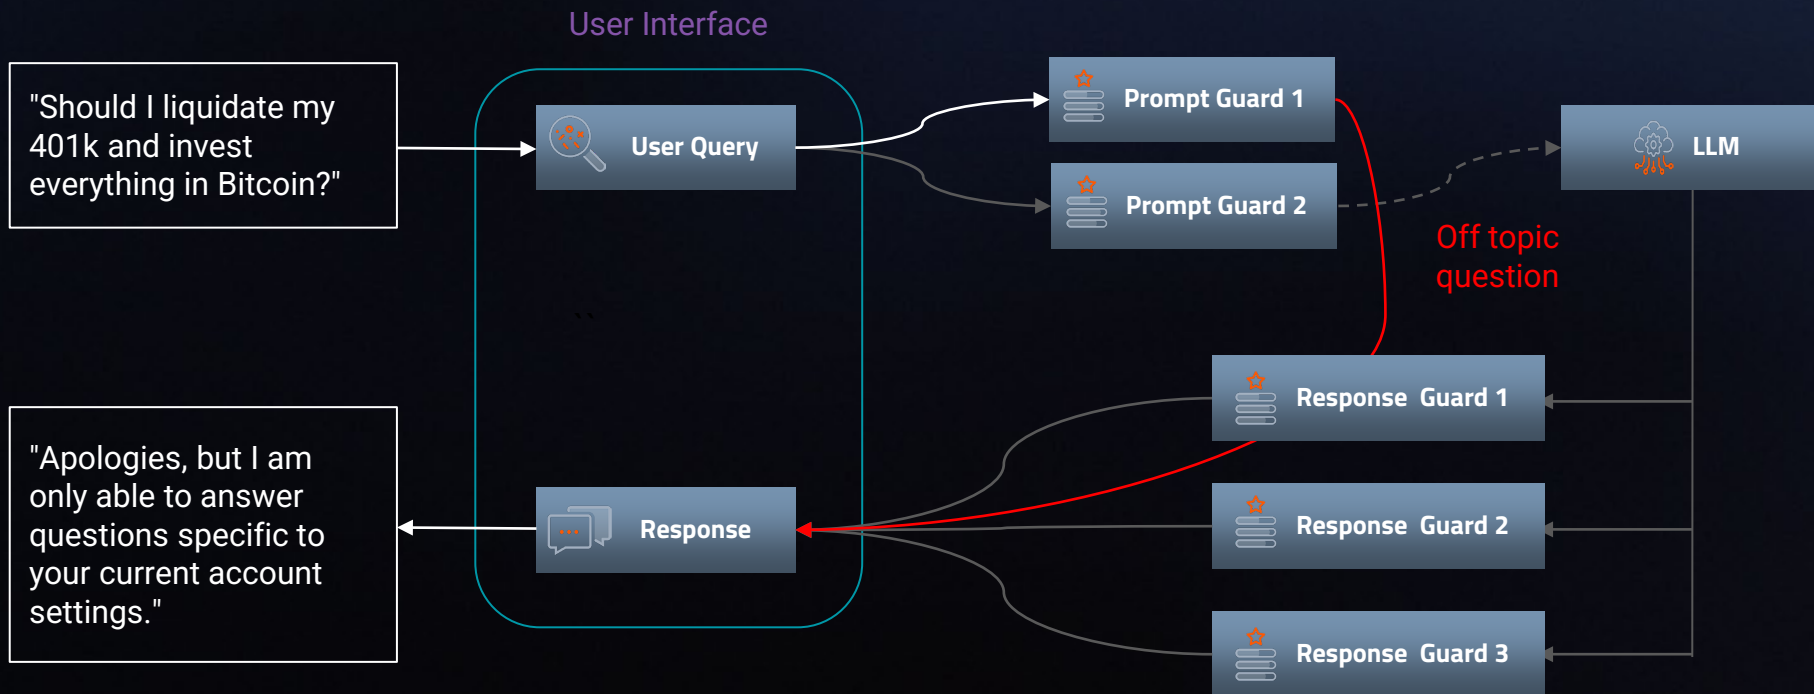 User Interface
"Should I liquidate my
401k and invest
everything in Bitcoin?"
User Query
Prompt Guard 1
Prompt Guard 2
LLM
Off topic
question
``
Response Guard 1
"Apologies, but I am
only able to answer
questions specific to
your current account
settings."
Response
Response Guard 2
Response Guard 3